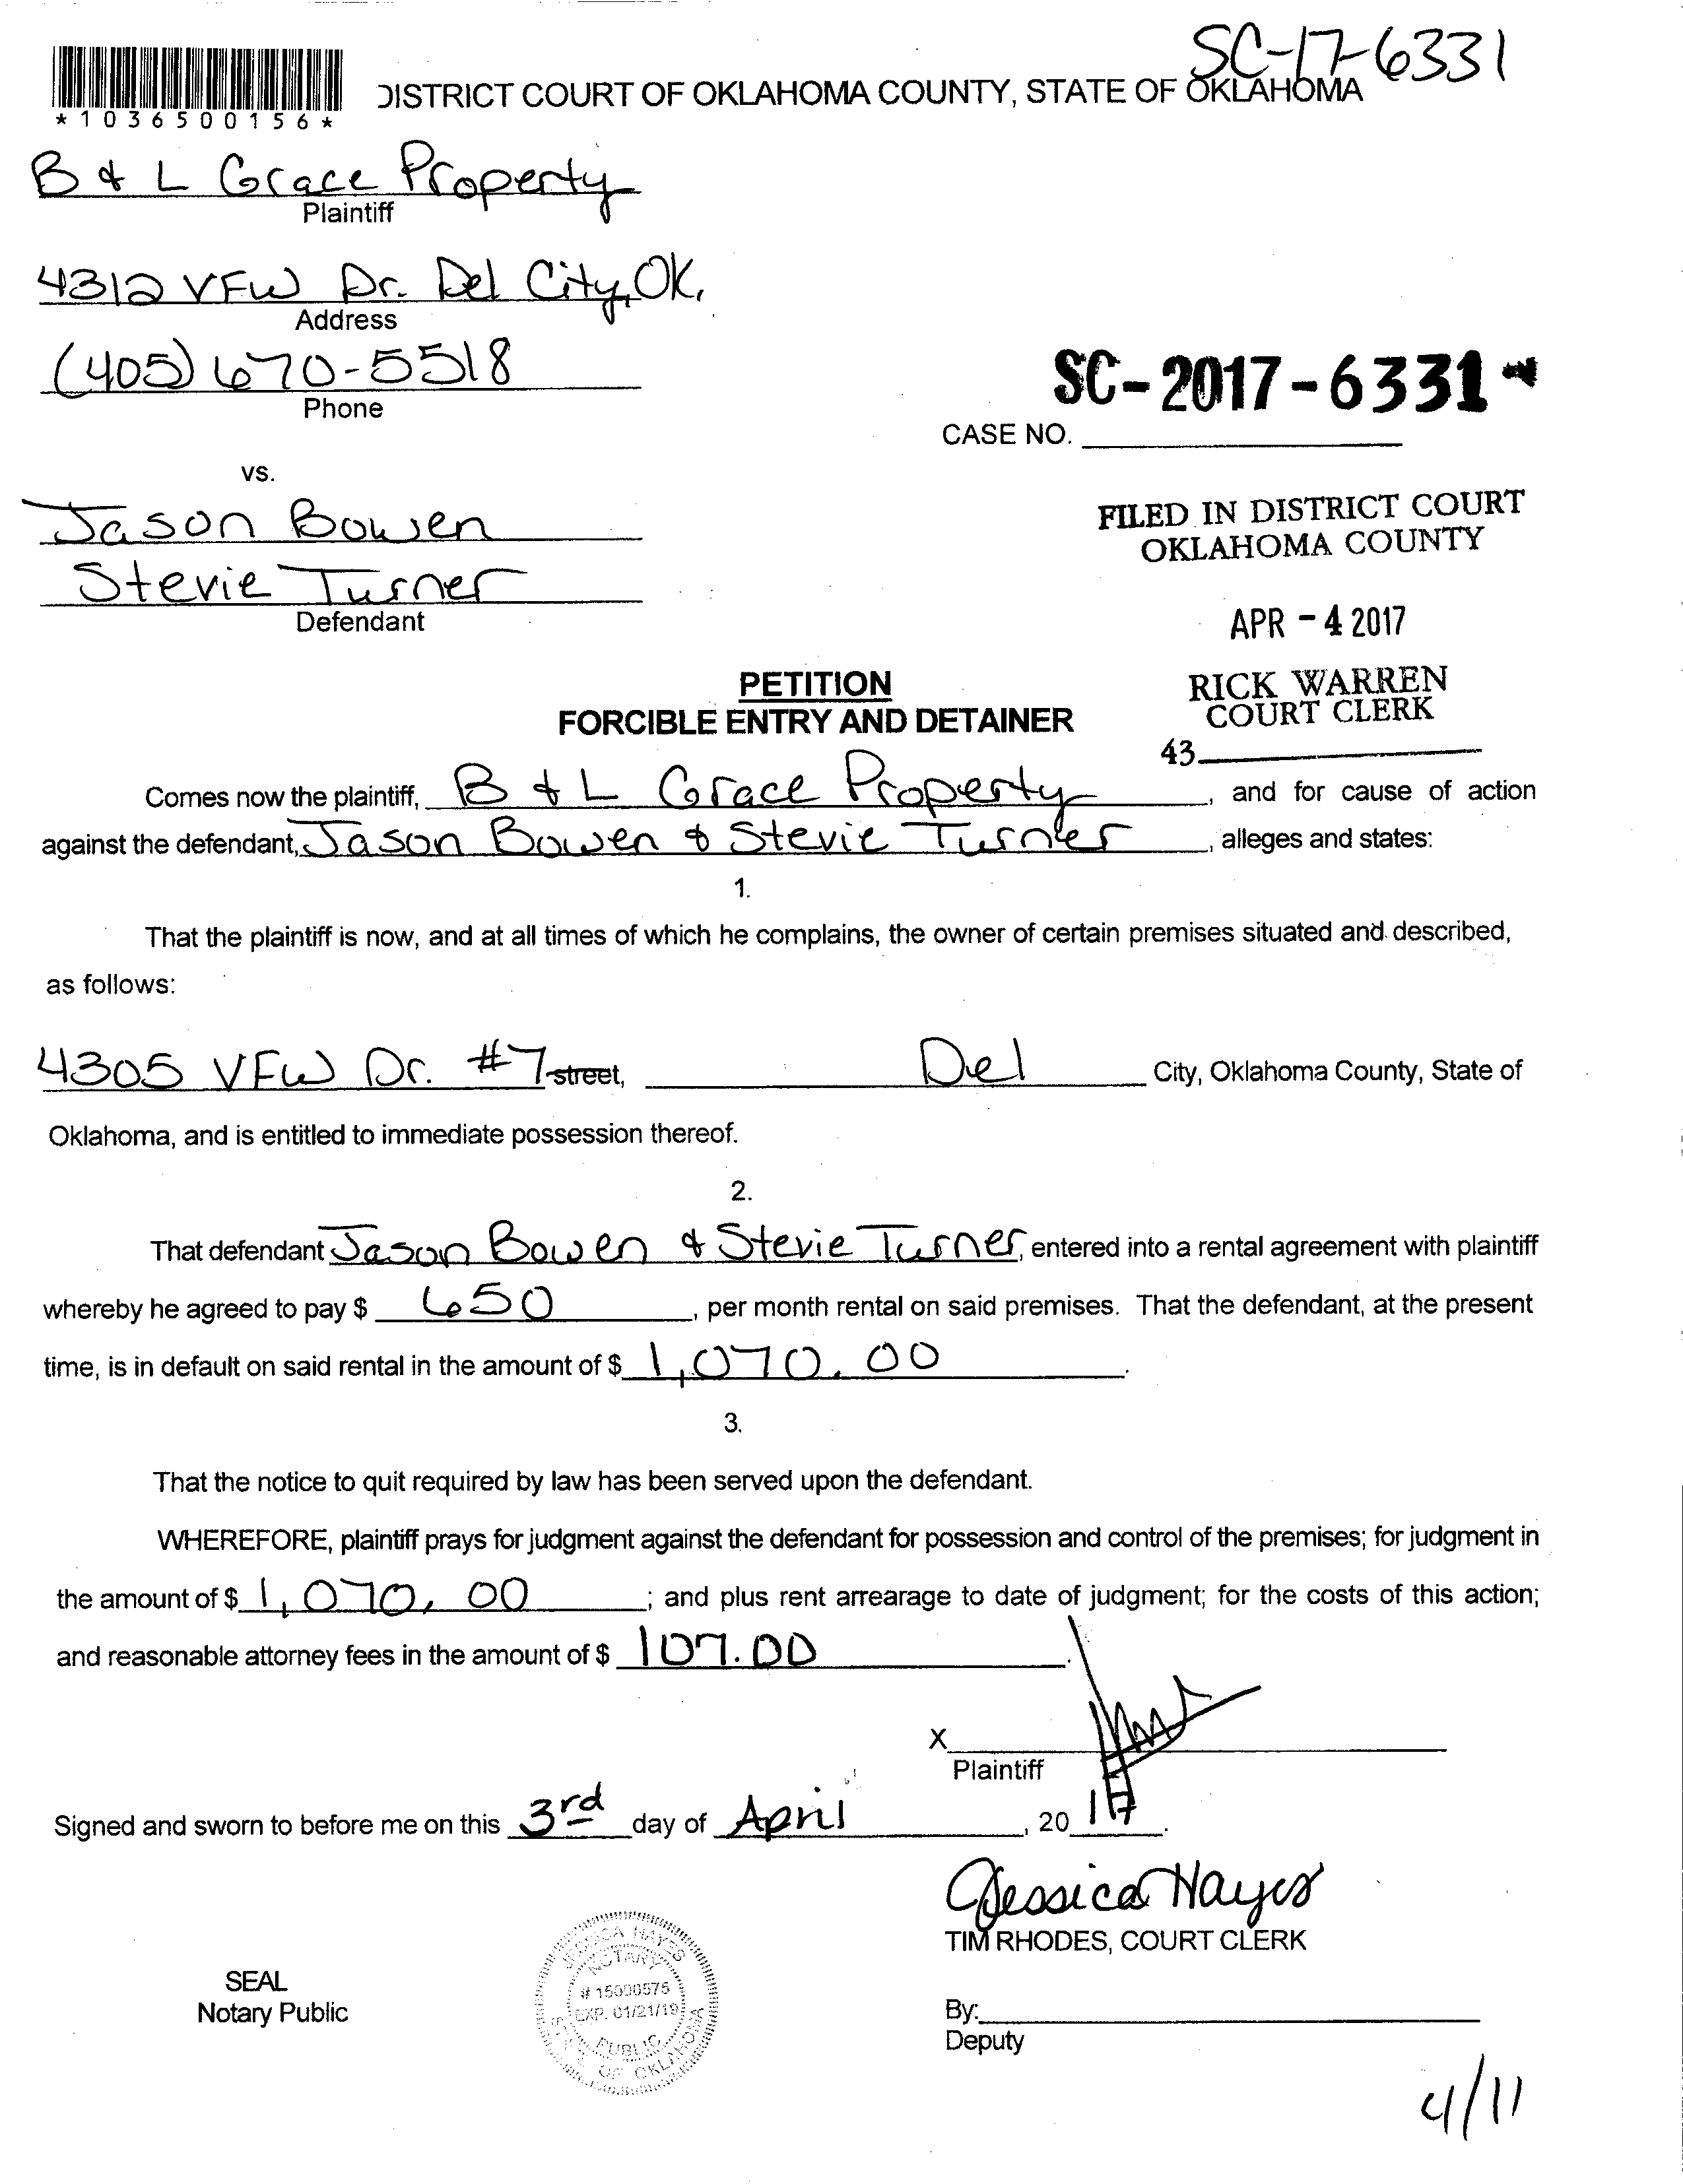 SC-17-6331
*1036500156*
DISTRICT COURT OF OKLAHOMA COUNTY, STATE OF OKLAHOMA
B & L Grace Property
Plaintiff
4312 VFW Dr. Del City, OK.
Address
(405) 670-5518
Phone
SC-2017-6331
CASE NO.
vs.
Jason Bowen
Stevie Turner
Defendant
FILED IN DISTRICT COURT
OKLAHOMA COUNTY
APR - 4 2017
RICK WARREN
COURT CLERK
43
PETITION
FORCIBLE ENTRY AND DETAINER
Comes now the plaintiff, B & L Grace Property, and for cause of action
against the defendant, Jason Bowen & Stevie Turner, alleges and states:
1.
That the plaintiff is now, and at all times of which he complains, the owner of certain premises situated and described,
as follows:
4305 VFW Dr. #7 street, Del City, Oklahoma County, State of
Oklahoma, and is entitled to immediate possession thereof.
2.
That defendant Jason Bowen & Stevie Turner, entered into a rental agreement with plaintiff
whereby he agreed to pay $ 650, per month rental on said premises. That the defendant, at the present
time, is in default on said rental in the amount of $ 1,070.00.
3.
That the notice to quit required by law has been served upon the defendant.
WHEREFORE, plaintiff prays for judgment against the defendant for possession and control of the premises; for judgment in
the amount of $ 1,070.00; and plus rent arrearage to date of judgment; for the costs of this action;
and reasonable attorney fees in the amount of $ 107.00.
X
Plaintiff
Signed and sworn to before me on this 3rd day of April, 2017.
Jessica Hayes
TIM RHODES, COURT CLERK
SEAL
Notary Public
JESSICA HAYES
NOTARY
# 15000575
EXP. 01/21/19
PUBLIC
STATE OF OKLAHOMA
By:
Deputy
4/11